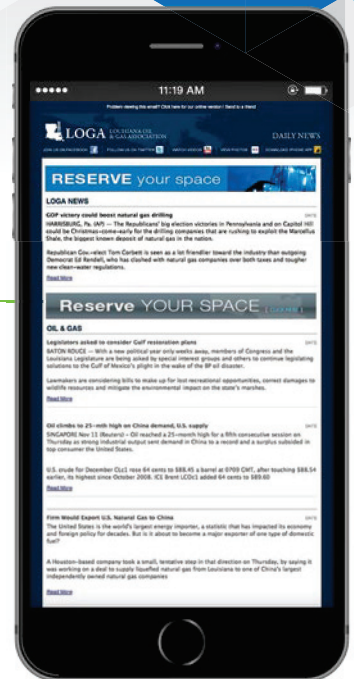 11:19 AM
Problem viewing this email? Click here for our online version! Send to a friend
LOGA LOUISIANA OIL
& GAS ASSOCIATION
DAILY NEWS
JOIN US ON FACEBOOK FOLLOW US ON TWITTER WATCH VIDEOS VIEW PHOTOS DOWNLOAD IPHONE APP
RESERVE your space
LOGA NEWS
GOP victory could boost natural gas drilling
HARRISBURG, Pa. (AP) — The Republicans' big election victories in Pennsylvania and on Capitol Hill
could be Christmas-come-early for the drilling companies that are rushing to exploit the Marcellus
Shale, the biggest known deposit of natural gas in the nation.
Republican Gov.-elect Tom Corbett is seen as a lot friendlier toward the industry than outgoing
Democrat Ed Rendell, who has clashed with natural gas companies over both taxes and tougher
new clean-water regulations.
Read More
Reserve YOUR SPACE
OIL & GAS
Legislators asked to consider Gulf restoration plans
BATON ROUGE — With a new political year only weeks away, members of Congress and the
Louisiana Legislature are being asked by special interest groups and others to continue legislating
solutions to the Gulf of Mexico's plight in the wake of the BP oil disaster.
Lawmakers are considering bills to make up for lost recreational opportunities, correct damages to
wildlife resources and mitigate the environmental impact on the state's marshes.
Read More
Oil climbs to 25-mth high on China demand, U.S. supply
SINGAPORE Nov 11 (Reuters) - Oil reached a 25-month high for a fifth consecutive session on
Thursday as strong industrial output sent demand in China to a record and a surplus subsided in
top consumer the United States.
U.S. crude for December CLc1 rose 64 cents to $88.45 a barrel at 0709 GMT, after touching $88.54
earlier, its highest since October 2008. ICE Brent LCOc1 added 64 cents to $89.60
Read More
Firm Would Export U.S. Natural Gas to China
The United States is the world's largest energy importer, a statistic that has impacted its economy
and foreign policy for decades. But is it about to become a major exporter of one type of domestic
fuel?
A Houston-based company took a small, tentative step in that direction on Thursday, by saying it
was working on a deal to supply liquefied natural gas from Louisiana to one of China's largest
independently owned natural gas companies
Read More